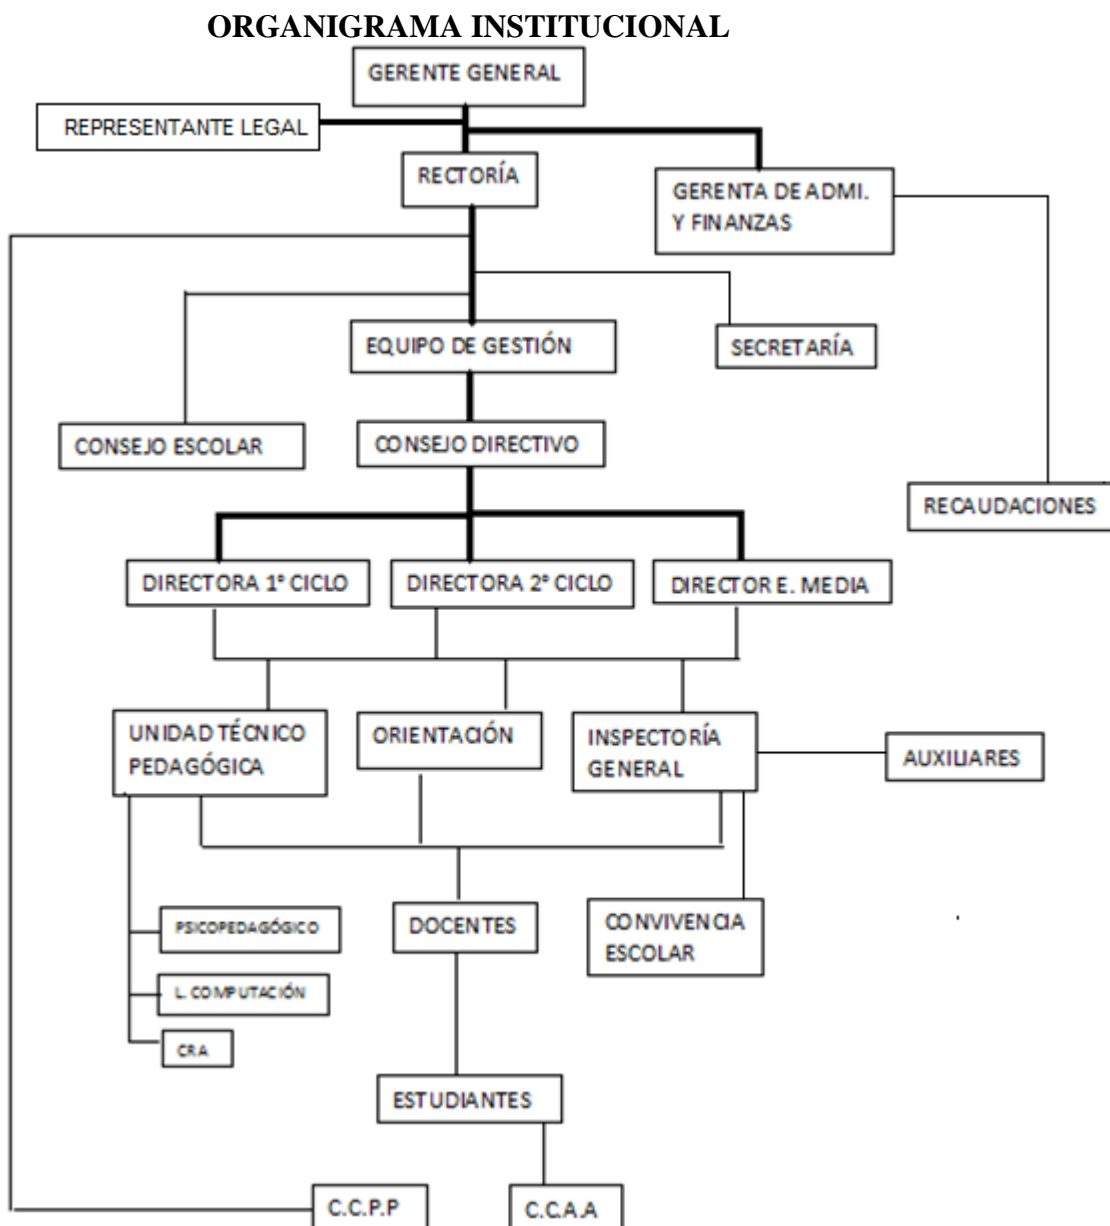 ORGANIGRAMA INSTITUCIONAL
GERENTE GENERAL
REPRESENTANTE LEGAL
RECTORÍA
GERENTA DE ADMI.
Y FINANZAS
EQUIPO DE GESTIÓN
SECRETARÍA
CONSEJO ESCOLAR
CONSEJO DIRECTIVO
RECAUDACIONES
DIRECTORA 1° CICLO
DIRECTORA 2° CICLO
DIRECTOR E. MEDIA
UNIDAD TÉCNICO
PEDAGÓGICA
ORIENTACIÓN
INSPECTORÍA
GENERAL
AUXILIARES
PSICOPEDAGÓGICO
DOCENTES
CONVIVENCIA
ESCOLAR
L. COMPUTACIÓN
CRA
ESTUDIANTES
C.C.P.P
C.C.A.A